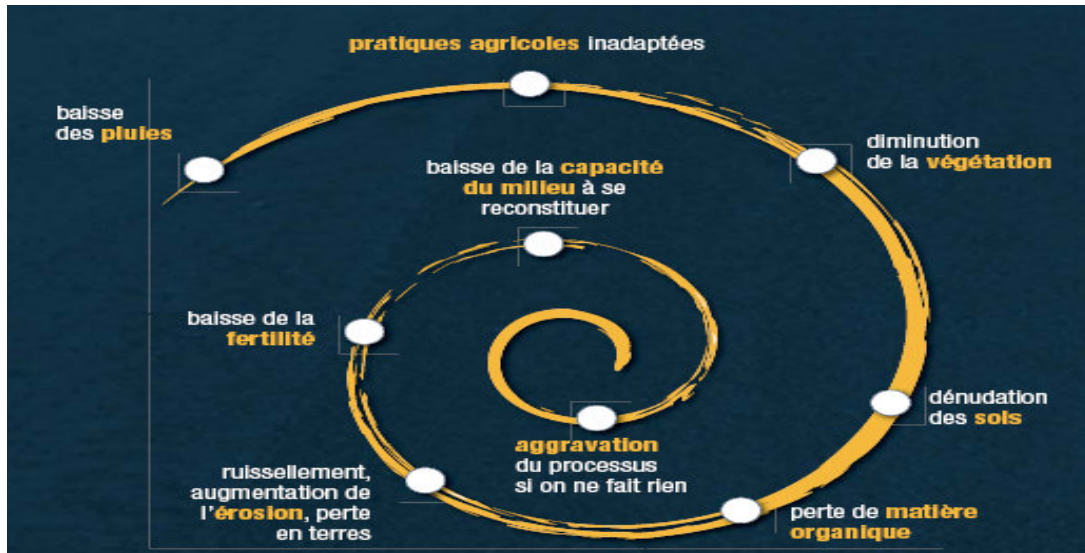 pratiques agricoles inadaptées
baisse
des pluies
diminution
de la végétation
baisse de la capacité
du milieu à se
reconstituer
baisse de la
fertilité
dénudation
des sols
aggravation
du processus
si on ne fait rien
ruissellement,
augmentation de
l'érosion, perte
en terres
perte de matière
organique